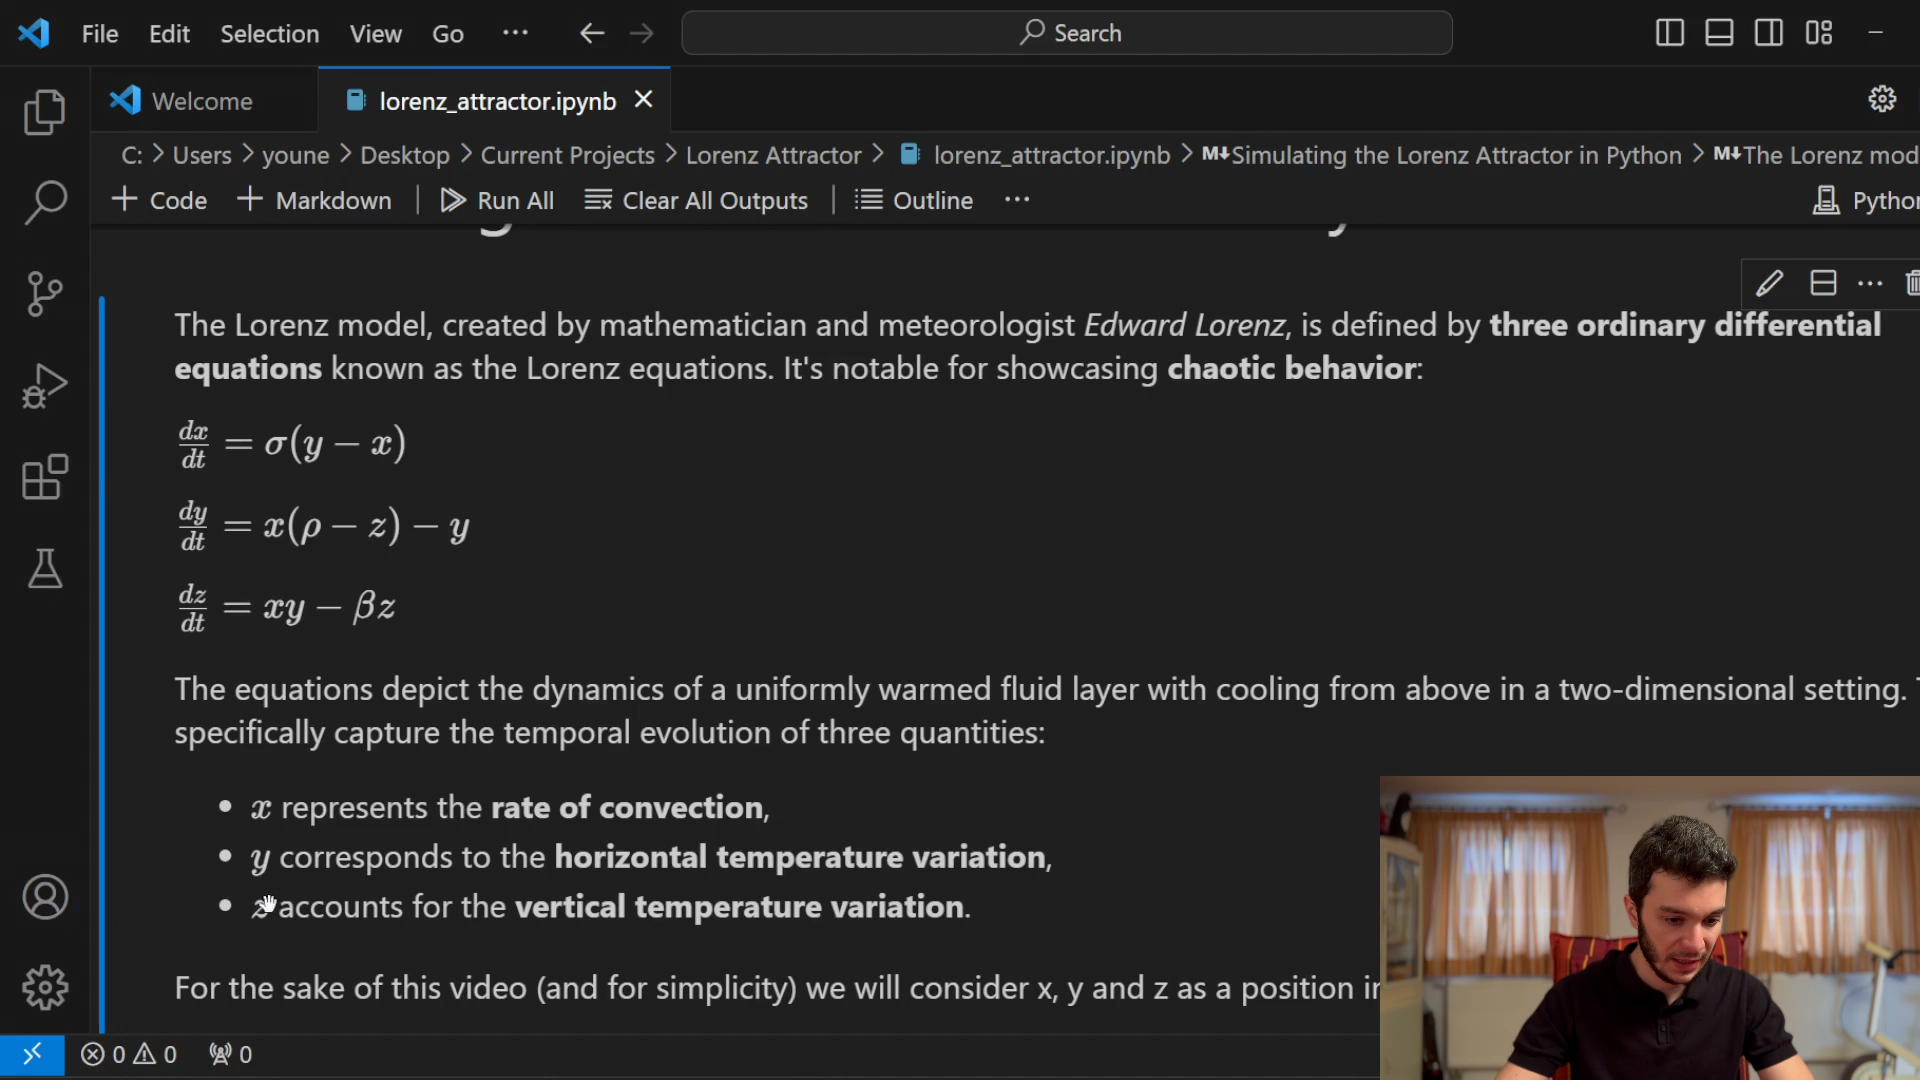 File Edit Selection View Go ··· Search
Welcome lorenz_attractor.ipynb
C: > Users > youne > Desktop > Current Projects > Lorenz Attractor > lorenz_attractor.ipynb > M↓Simulating the Lorenz Attractor in Python > M↓The Lorenz mod
+ Code + Markdown | Run All Clear All Outputs | Outline ···
The Lorenz model, created by mathematician and meteorologist Edward Lorenz, is defined by three ordinary differential
equations known as the Lorenz equations. It's notable for showcasing chaotic behavior:
dx/dt = σ(y − x)
dy/dt = x(ρ − z) − y
dz/dt = xy − βz
The equations depict the dynamics of a uniformly warmed fluid layer with cooling from above in a two-dimensional setting.
specifically capture the temporal evolution of three quantities:
• x represents the rate of convection,
• y corresponds to the horizontal temperature variation,
• z accounts for the vertical temperature variation.
For the sake of this video (and for simplicity) we will consider x, y and z as a position
0 0 0